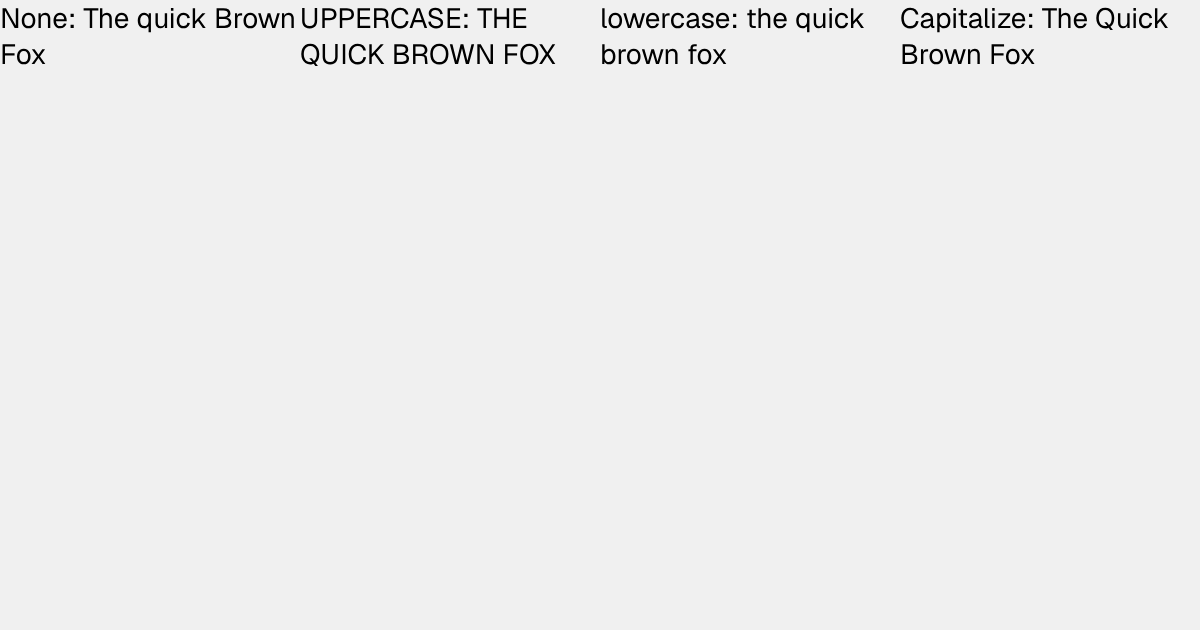 None: The quick Brown
Fox
UPPERCASE: THE
QUICK BROWN FOX
lowercase: the quick
brown fox
Capitalize: The Quick
Brown Fox